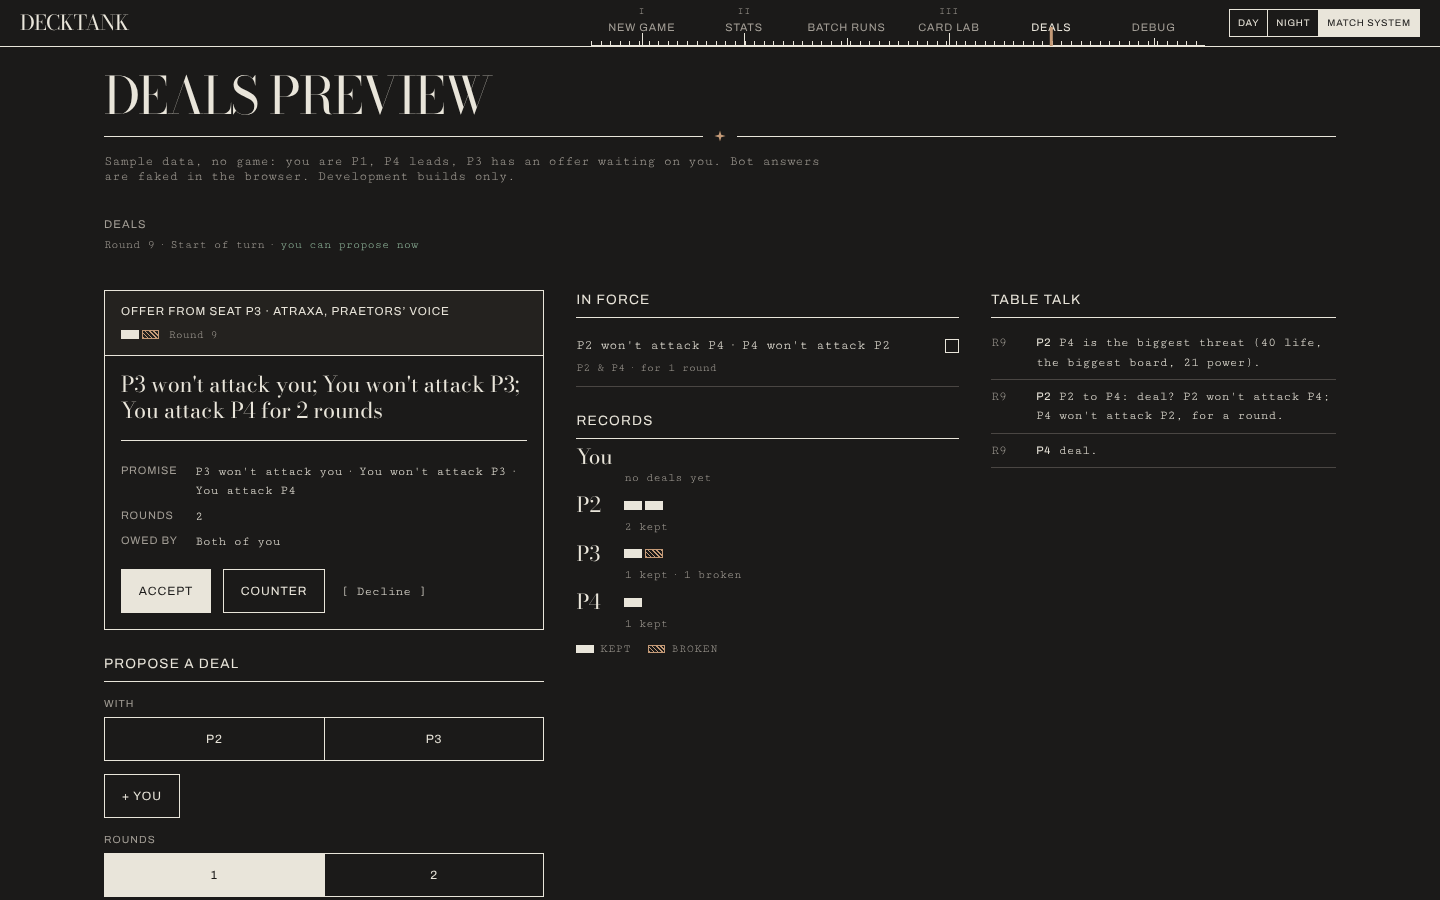 DECKTANK
I
NEW GAME
II
STATS
BATCH RUNS
III
CARD LAB
DEALS
DEBUG
DAY
NIGHT
MATCH SYSTEM
DEALS PREVIEW
Sample data, no game: you are P1, P4 leads, P3 has an offer waiting on you. Bot answers
are faked in the browser. Development builds only.
DEALS
Round 9 · Start of turn · you can propose now
OFFER FROM SEAT P3 · ATRAXA, PRAETORS' VOICE
Round 9
P3 won't attack you; You won't attack P3;
You attack P4 for 2 rounds
PROMISE
P3 won't attack you · You won't attack P3 ·
You attack P4
ROUNDS
2
OWED BY
Both of you
ACCEPT
COUNTER
[ Decline ]
PROPOSE A DEAL
WITH
P2
P3
+ YOU
ROUNDS
1
2
IN FORCE
P2 won't attack P4 · P4 won't attack P2
P2 & P4 · for 1 round
RECORDS
You
no deals yet
P2
2 kept
P3
1 kept · 1 broken
P4
1 kept
KEPT
BROKEN
TABLE TALK
R9
P2 P4 is the biggest threat (40 life,
the biggest board, 21 power).
R9
P2 P2 to P4: deal? P2 won't attack P4;
P4 won't attack P2, for a round.
R9
P4 deal.